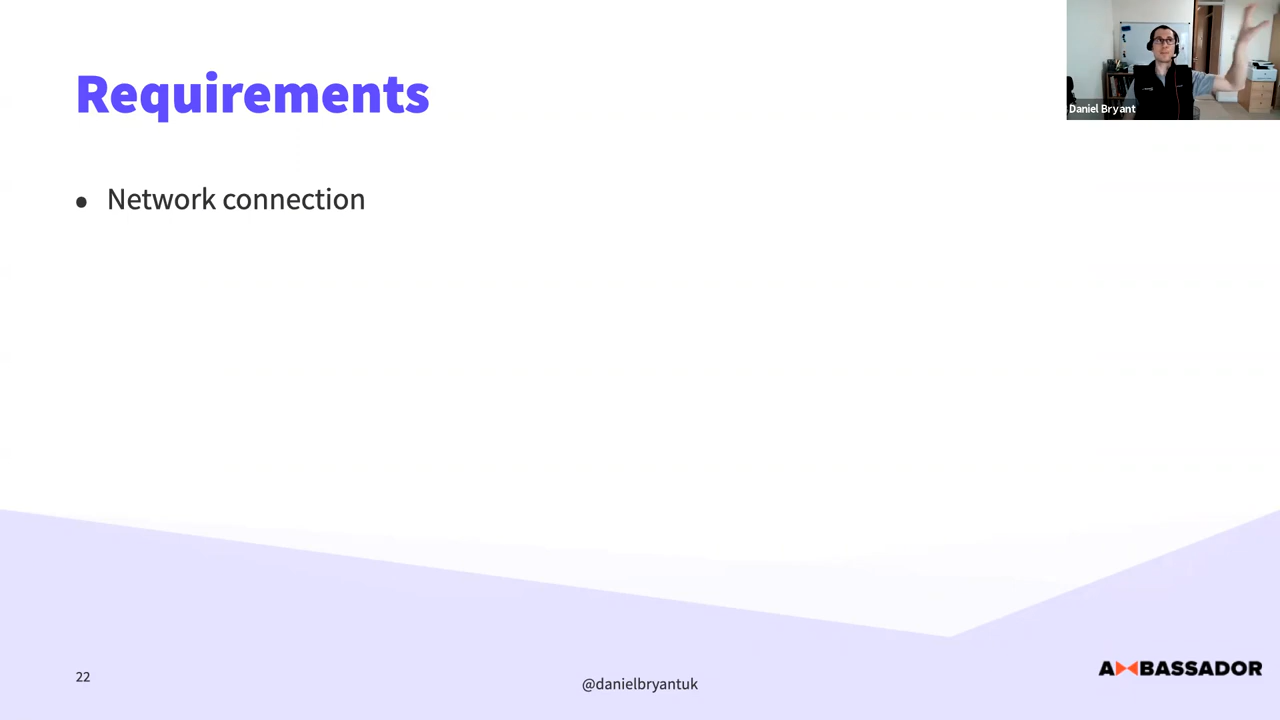 Requirements
Daniel Bryant
● Network connection
22
@danielbryantuk
AMBASSADOR